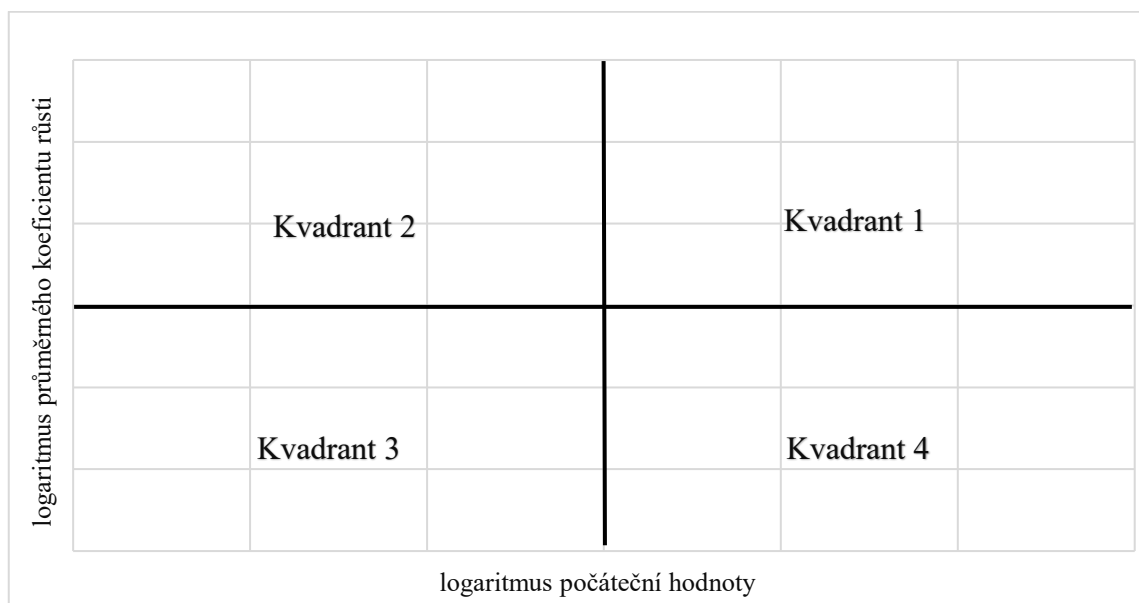 logaritmus průměrného koeficientu růsti
Kvadrant 2
Kvadrant 1
Kvadrant 3
Kvadrant 4
logaritmus počáteční hodnoty